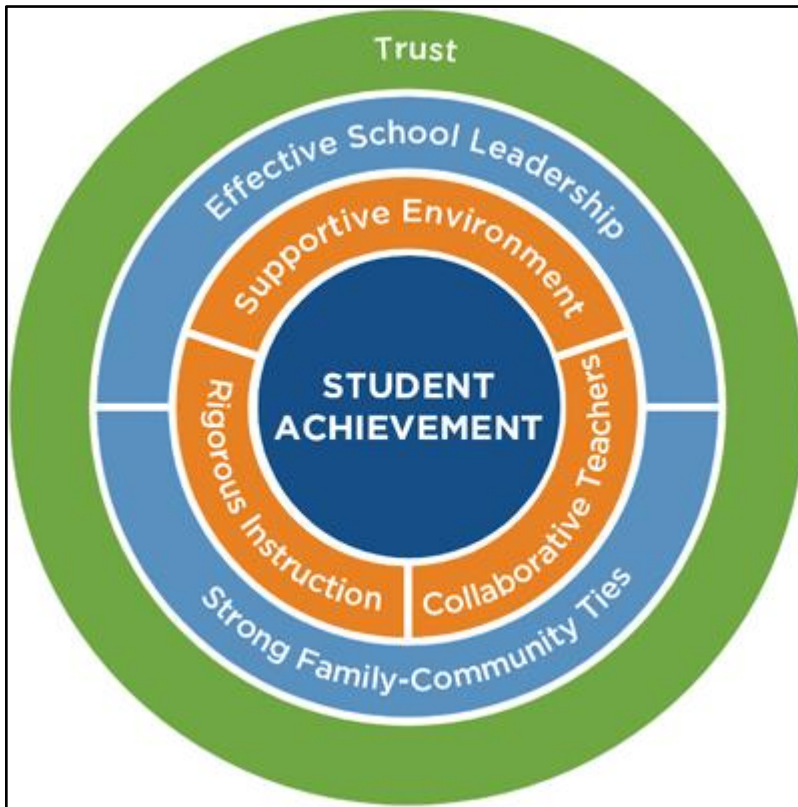 Trust
Effective School Leadership
Supportive Environment
STUDENT
ACHIEVEMENT
Rigorous Instruction
Collaborative Teachers
Strong Family-Community Ties